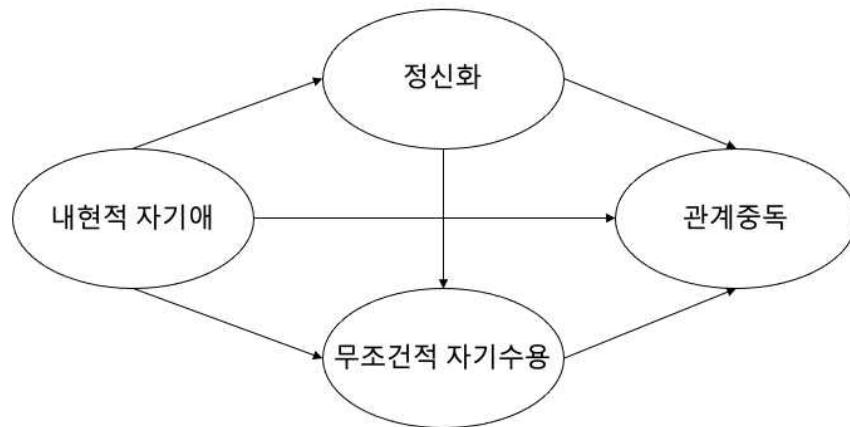 정신화
내현적 자기애
관계중독
무조건적 자기수용